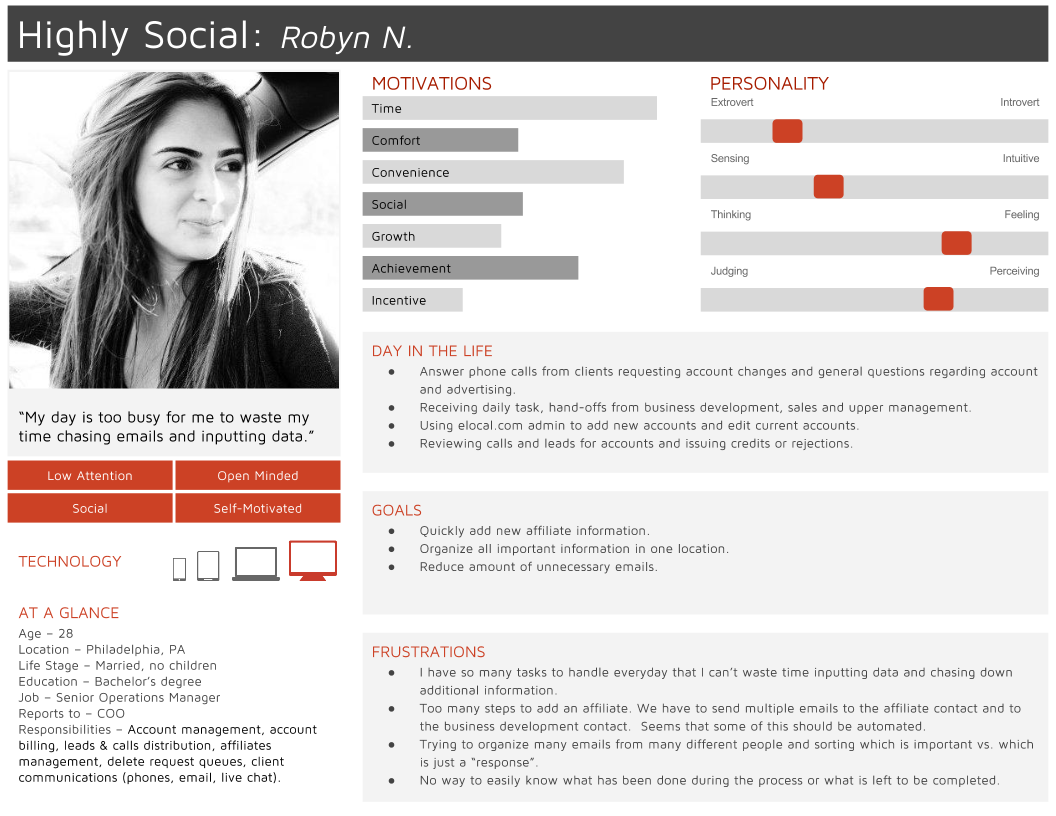 Highly Social: Robyn N.
“My day is too busy for me to waste my
time chasing emails and inputting data.”
Low Attention
Open Minded
Social
Self-Motivated
TECHNOLOGY
AT A GLANCE
Age – 28
Location – Philadelphia, PA
Life Stage – Married, no children
Education – Bachelor’s degree
Job – Senior Operations Manager
Reports to – COO
Responsibilities – Account management, account
billing, leads & calls distribution, affiliates
management, delete request queues, client
communications (phones, email, live chat).
MOTIVATIONS
Time
Comfort
Convenience
Social
Growth
Achievement
Incentive
PERSONALITY
Extrovert Introvert
Sensing Intuitive
Thinking Feeling
Judging Perceiving
DAY IN THE LIFE
● Answer phone calls from clients requesting account changes and general questions regarding account
and advertising.
● Receiving daily task, hand-offs from business development, sales and upper management.
● Using elocal.com admin to add new accounts and edit current accounts.
● Reviewing calls and leads for accounts and issuing credits or rejections.
GOALS
● Quickly add new affiliate information.
● Organize all important information in one location.
● Reduce amount of unnecessary emails.
FRUSTRATIONS
● I have so many tasks to handle everyday that I can’t waste time inputting data and chasing down
additional information.
● Too many steps to add an affiliate. We have to send multiple emails to the affiliate contact and to
the business development contact.  Seems that some of this should be automated.
● Trying to organize many emails from many different people and sorting which is important vs. which
is just a “response”.
● No way to easily know what has been done during the process or what is left to be completed.